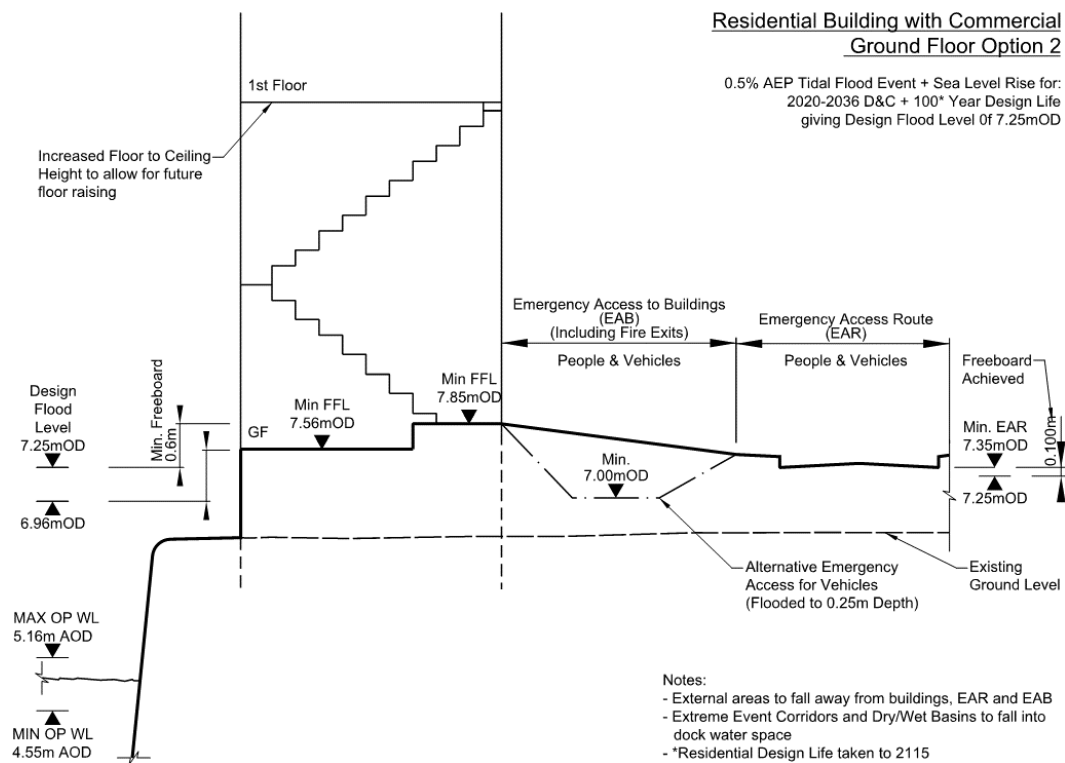 Residential Building with Commercial
Ground Floor Option 2
0.5% AEP Tidal Flood Event + Sea Level Rise for:
2020-2036 D&C + 100* Year Design Life
giving Design Flood Level 0f 7.25mOD
1st Floor
Increased Floor to Ceiling
Height to allow for future
floor raising
Emergency Access to Buildings
(EAB)
(Including Fire Exits)
People & Vehicles
Emergency Access Route
(EAR)
People & Vehicles
Freeboard
Achieved
Design
Flood
Level
7.25mOD
6.96mOD
Min. Freeboard
0.6m
GF
Min FFL
7.56mOD
Min FFL
7.85mOD
Min.
7.00mOD
Min. EAR
7.35mOD
7.25mOD
0.100m
Alternative Emergency
Access for Vehicles
(Flooded to 0.25m Depth)
Existing
Ground Level
MAX OP WL
5.16m AOD
MIN OP WL
4.55m AOD
Notes:
- External areas to fall away from buildings, EAR and EAB
- Extreme Event Corridors and Dry/Wet Basins to fall into
dock water space
- *Residential Design Life taken to 2115